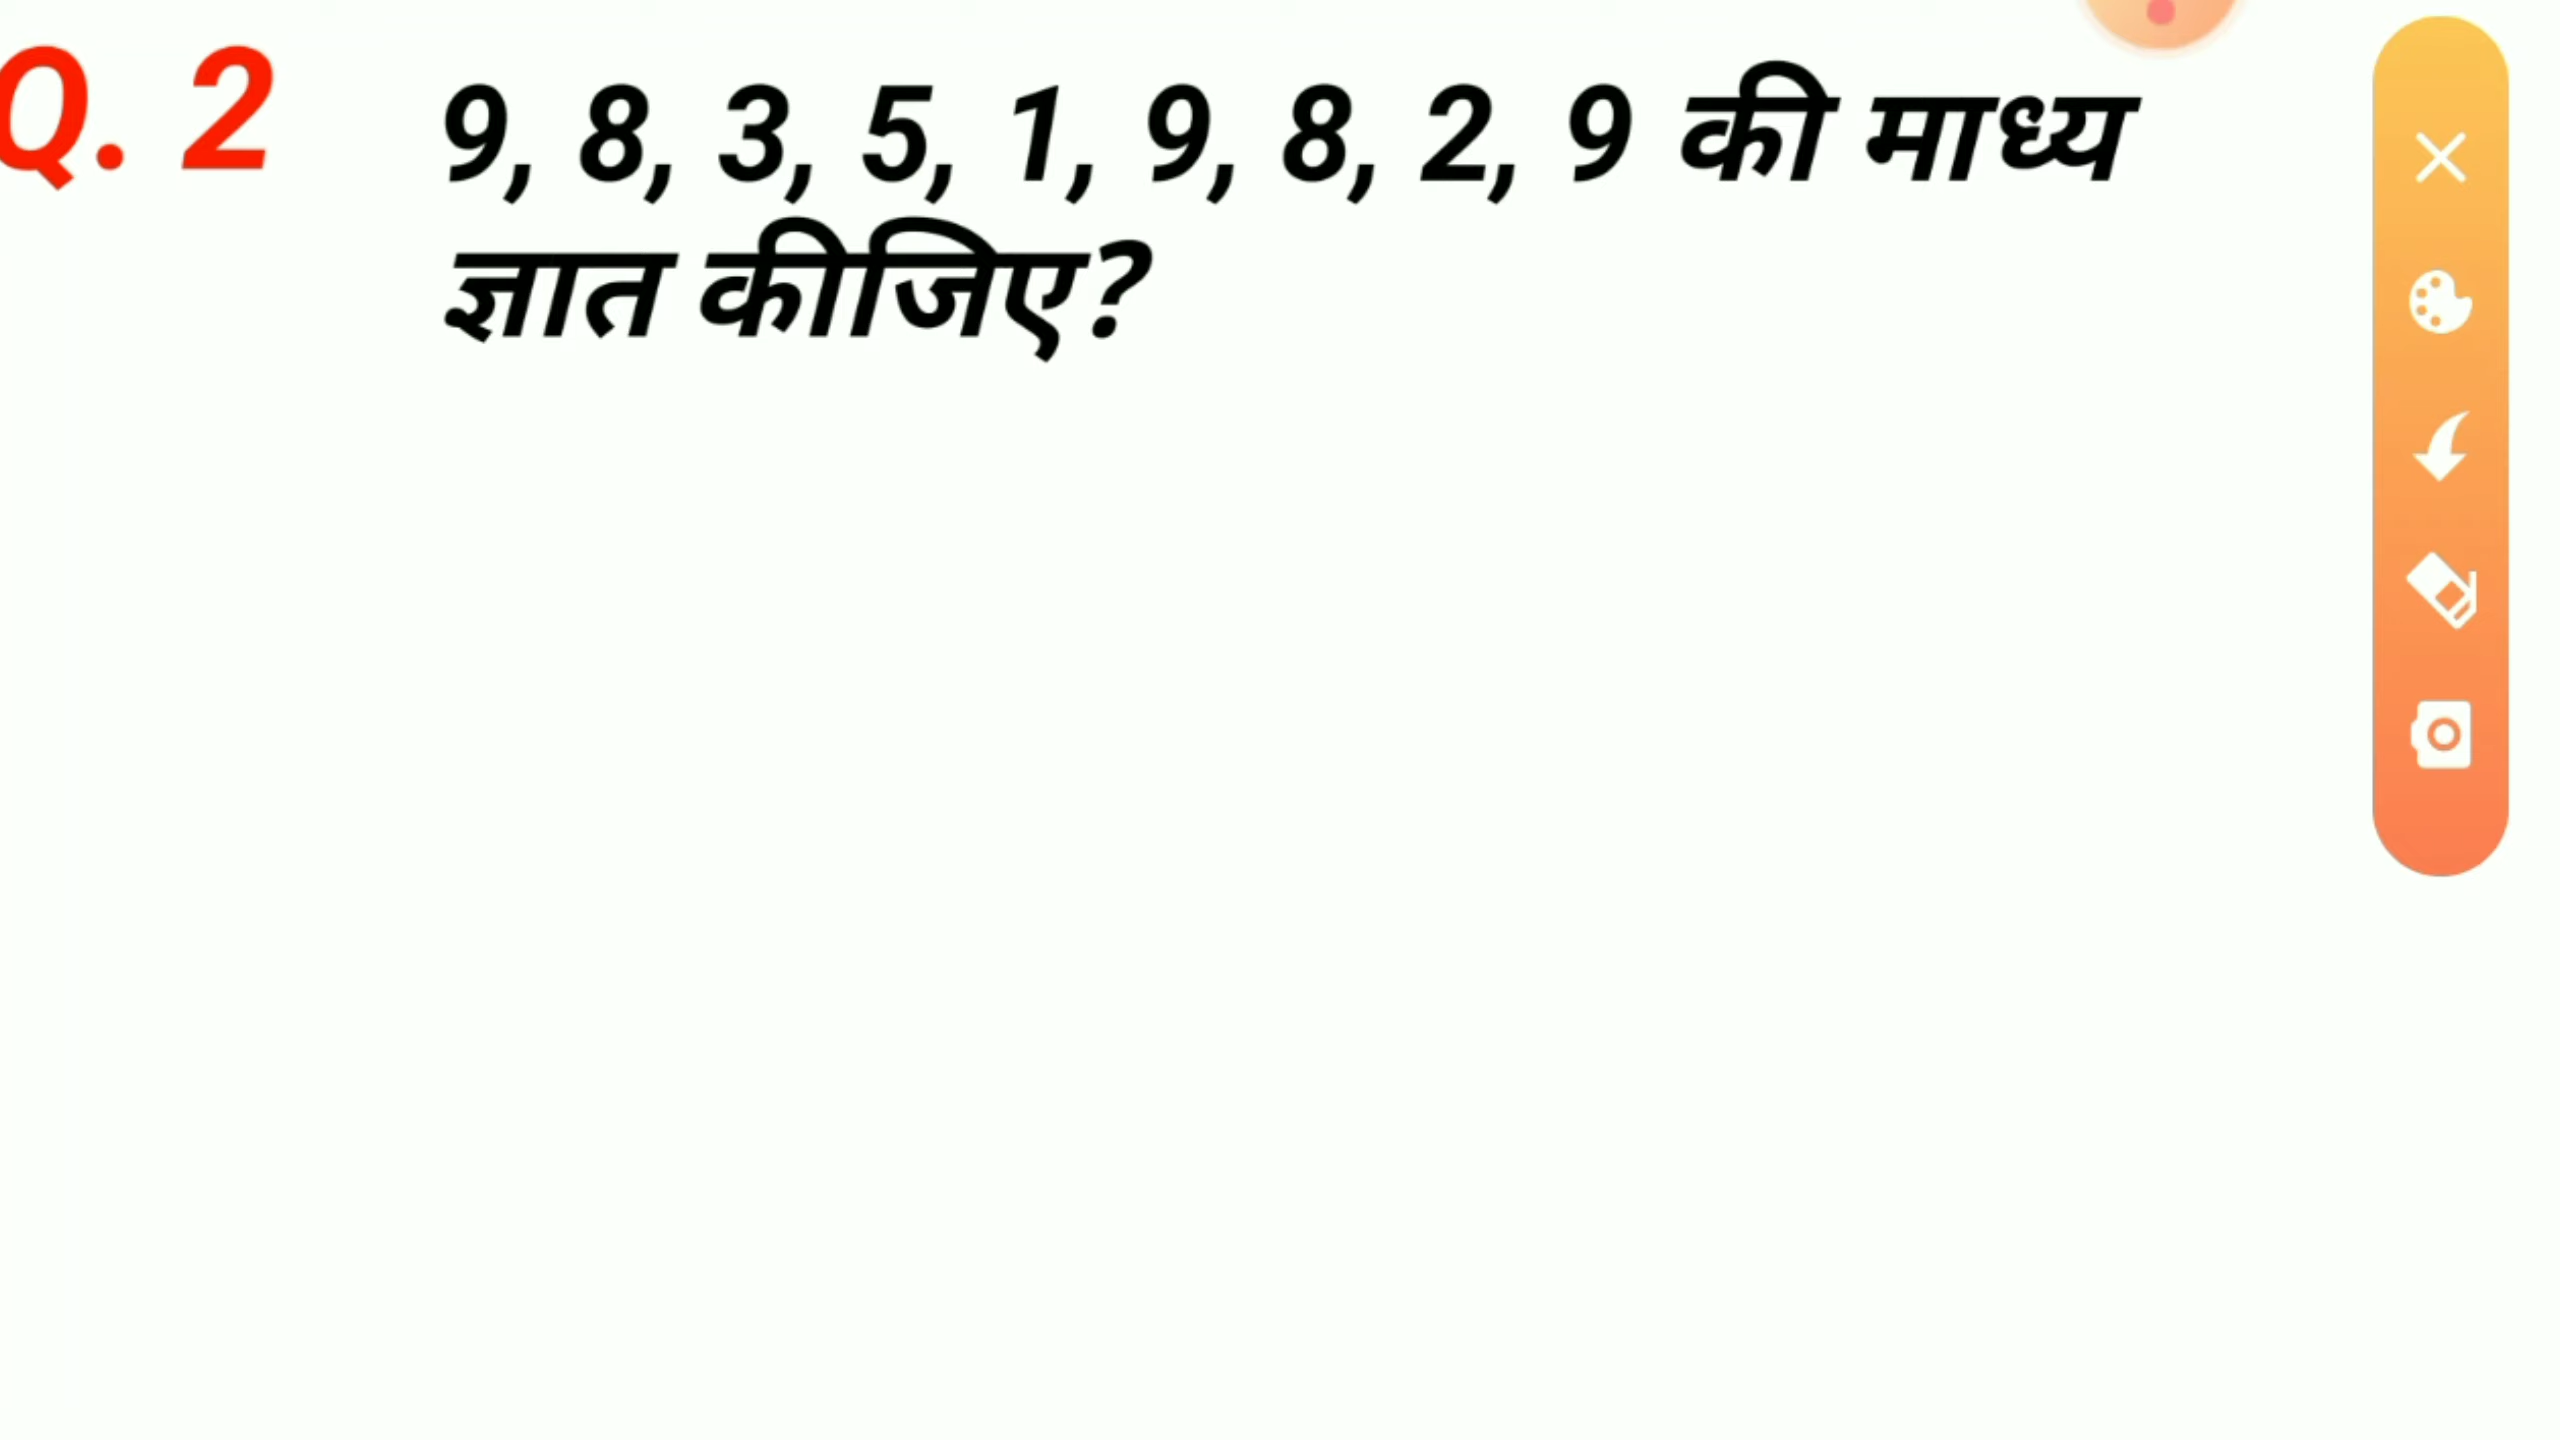 Q. 2 9, 8, 3, 5, 1, 9, 8, 2, 9 की माध्य
ज्ञात कीजिए?